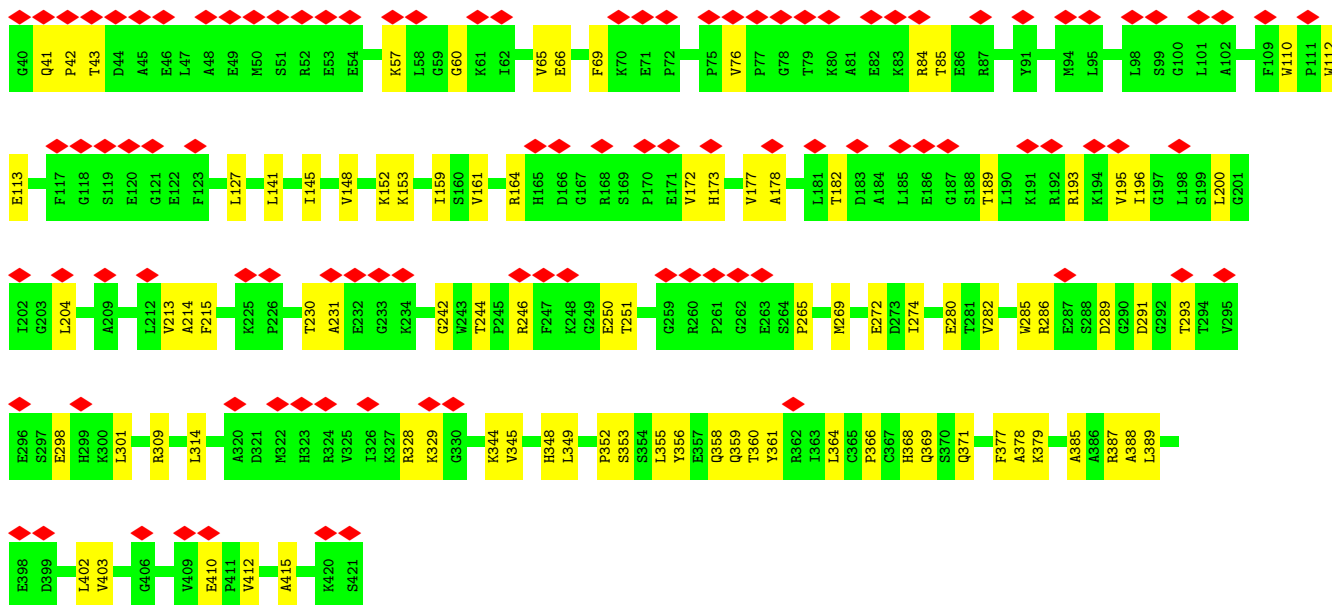 G40 Q41 P42 T43 D44 A45 E46 L47 A48 E49 M50 S51 R52 E53 E54 K57 L58 G59 G60 K61 I62 V65 E66 F69 K70 E71 P72 P75 V76 P77 G78 T79 K80 A81 E82 K83 R84 T85 E86 R87 Y91 M94 L95 L98 S99 G100 L101 A102 F109 W110 P111 W112
E113 F117 G118 S119 E120 G121 E122 F123 L127 L141 I145 V148 K152 K153 I159 S160 V161 R164 H165 D166 G167 R168 S169 P170 E171 V172 H173 V177 A178 L181 T182 D183 A184 L185 E186 G187 S188 T189 L190 K191 R192 R193 K194 V195 I196 G197 L198 S199 L200 G201
I202 G203 L204 A209 L212 V213 A214 F215 K225 P226 T230 A231 E232 G233 K234 G242 W243 T244 P245 R246 F247 K248 G249 E250 T251 G259 R260 P261 G262 E263 S264 P265 M269 E272 D273 I274 E280 T281 V282 W285 R286 E287 S288 D289 G290 D291 G292 T293 T294 V295
E296 S297 E298 H299 K300 L301 R309 L314 A320 D321 M322 H323 R324 V325 I326 K327 R328 K329 G330 K344 V345 H348 L349 P352 S353 S354 L355 Y356 E357 Q358 Q359 T360 Y361 R362 I363 L364 C365 P366 C367 H368 Q369 S370 Q371 F377 A378 K379 A385 A386 R387 A388 L389
E398 D399 L402 V403 G406 V409 E410 P411 V412 A415 K420 S421